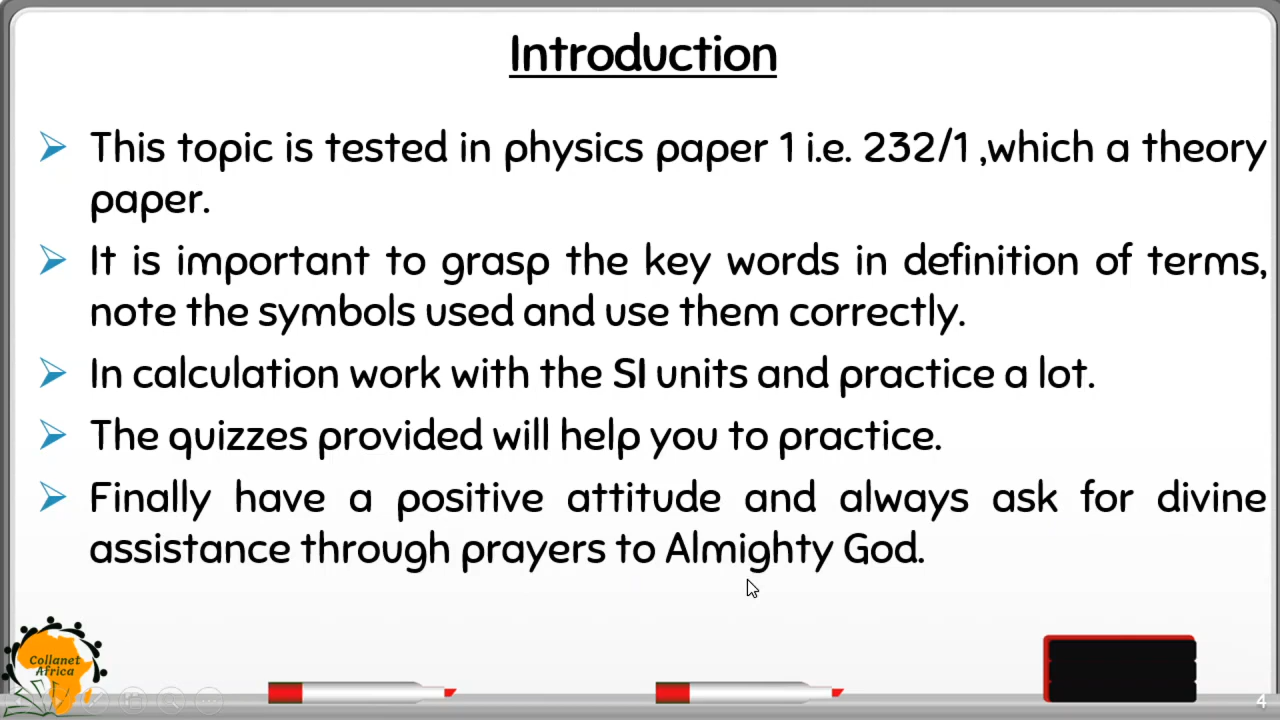 Introduction
This topic is tested in physics paper 1 i.e. 232/1 ,which a theory
paper.
It is important to grasp the key words in definition of terms,
note the symbols used and use them correctly.
In calculation work with the SI units and practice a lot.
The quizzes provided will help you to practice.
Finally have a positive attitude and always ask for divine
assistance through prayers to Almighty God.
Collanet
Africa
4